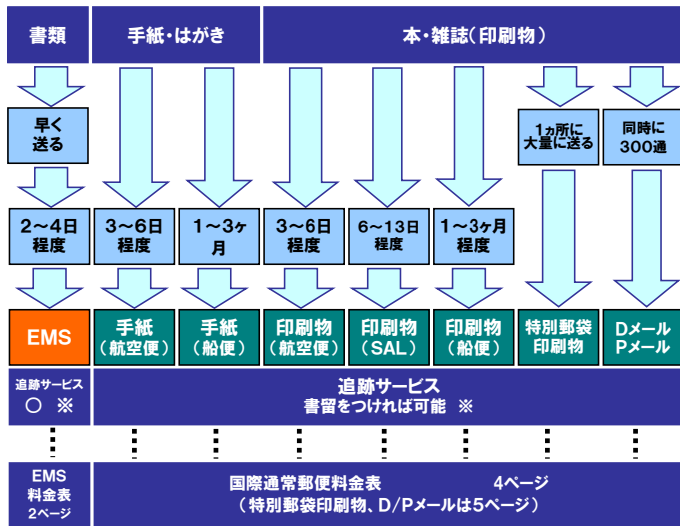 書類
手紙・はがき
本・雑誌(印刷物)
早く
送る
1ヵ所に
大量に送る
同時に
300通
2～4日
程度
3～6日
程度
1～3ヶ
月
3～6日
程度
6～13日
程度
1～3ヶ月
程度
EMS
手紙
(航空便)
手紙
(船便)
印刷物
(航空便)
印刷物
(SAL)
印刷物
(船便)
特別郵袋
印刷物
Dメール
Pメール
追跡サービス
○ ※
追跡サービス
書留をつければ可能 ※
EMS
料金表
2ページ
国際通常郵便料金表 4ページ
(特別郵袋印刷物、D/Pメールは5ページ)